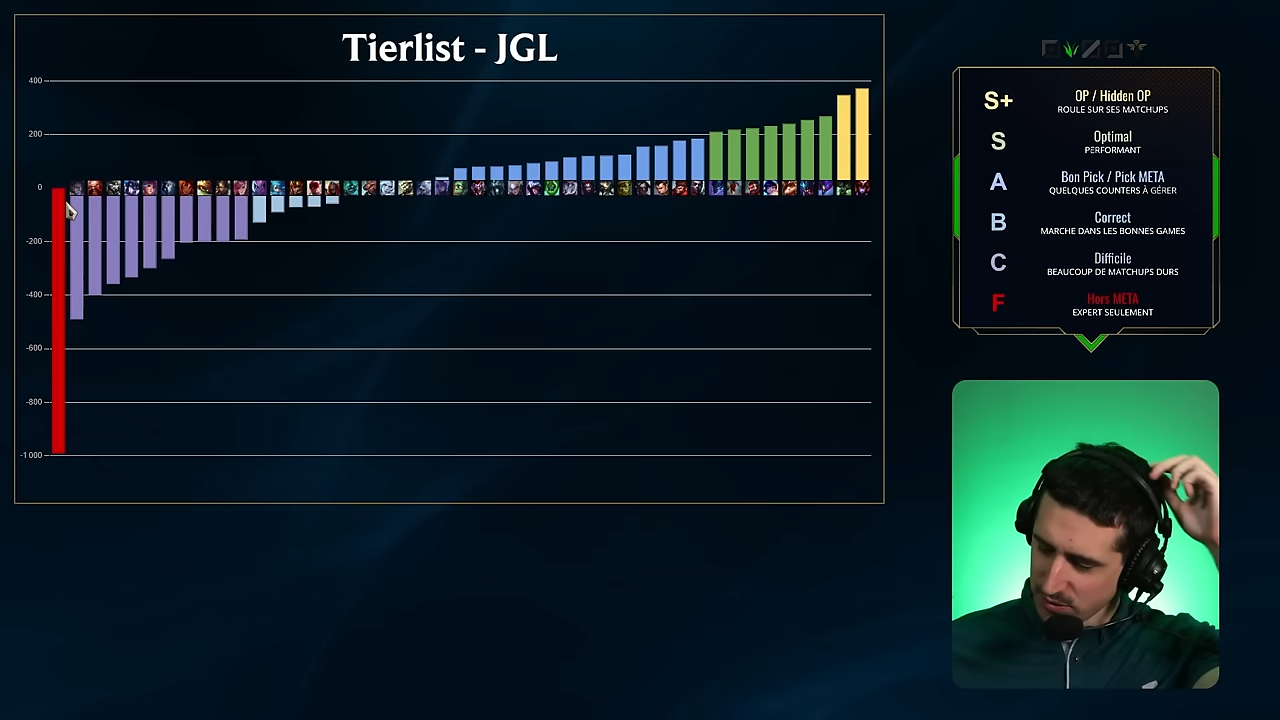 Tierlist - JGL
400
200
0
-200
-400
-600
-800
-1 000
S+
OP / Hidden OP
ROULE SUR SES MATCHUPS
S
Optimal
PERFORMANT
A
Bon Pick / Pick META
QUELQUES COUNTERS À GÉRER
B
Correct
MARCHE DANS LES BONNES GAMES
C
Difficile
BEAUCOUP DE MATCHUPS DURS
F
Hors META
EXPERT SEULEMENT